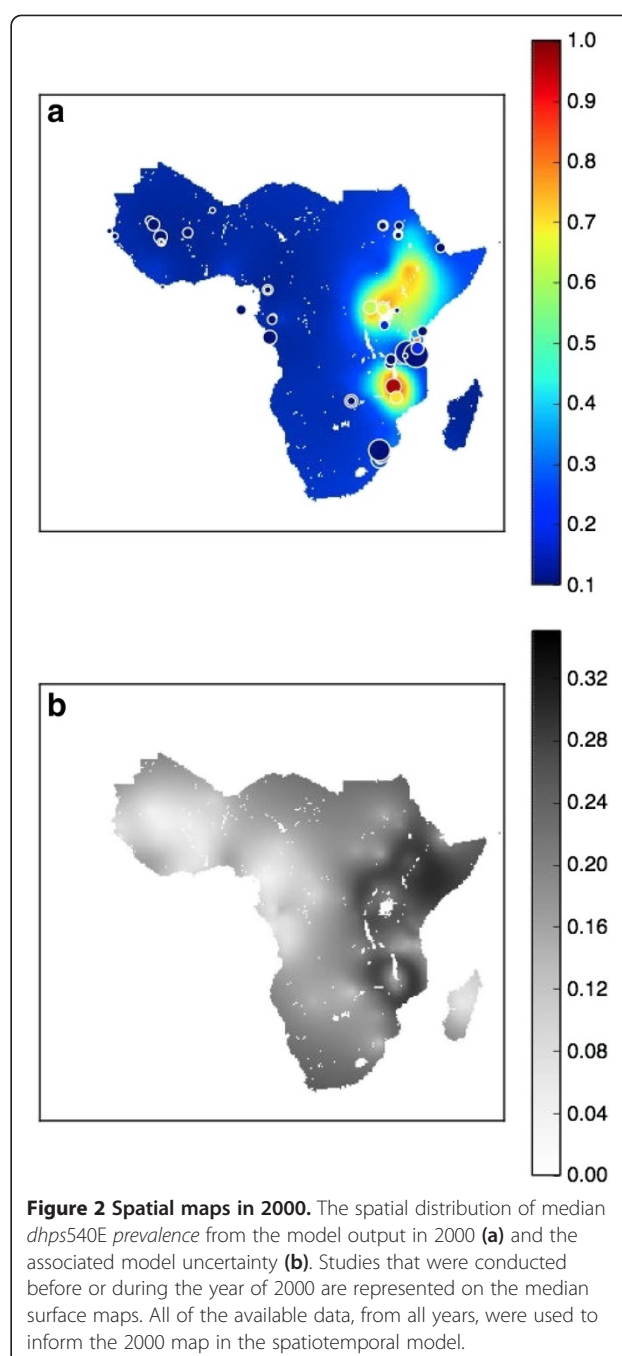 a
1.0
0.9
0.8
0.7
0.6
0.5
0.4
0.3
0.2
0.1
b
0.32
0.28
0.24
0.20
0.16
0.12
0.08
0.04
0.00
Figure 2 Spatial maps in 2000. The spatial distribution of median
dhps540E prevalence from the model output in 2000 (a) and the
associated model uncertainty (b). Studies that were conducted
before or during the year of 2000 are represented on the median
surface maps. All of the available data, from all years, were used to
inform the 2000 map in the spatiotemporal model.